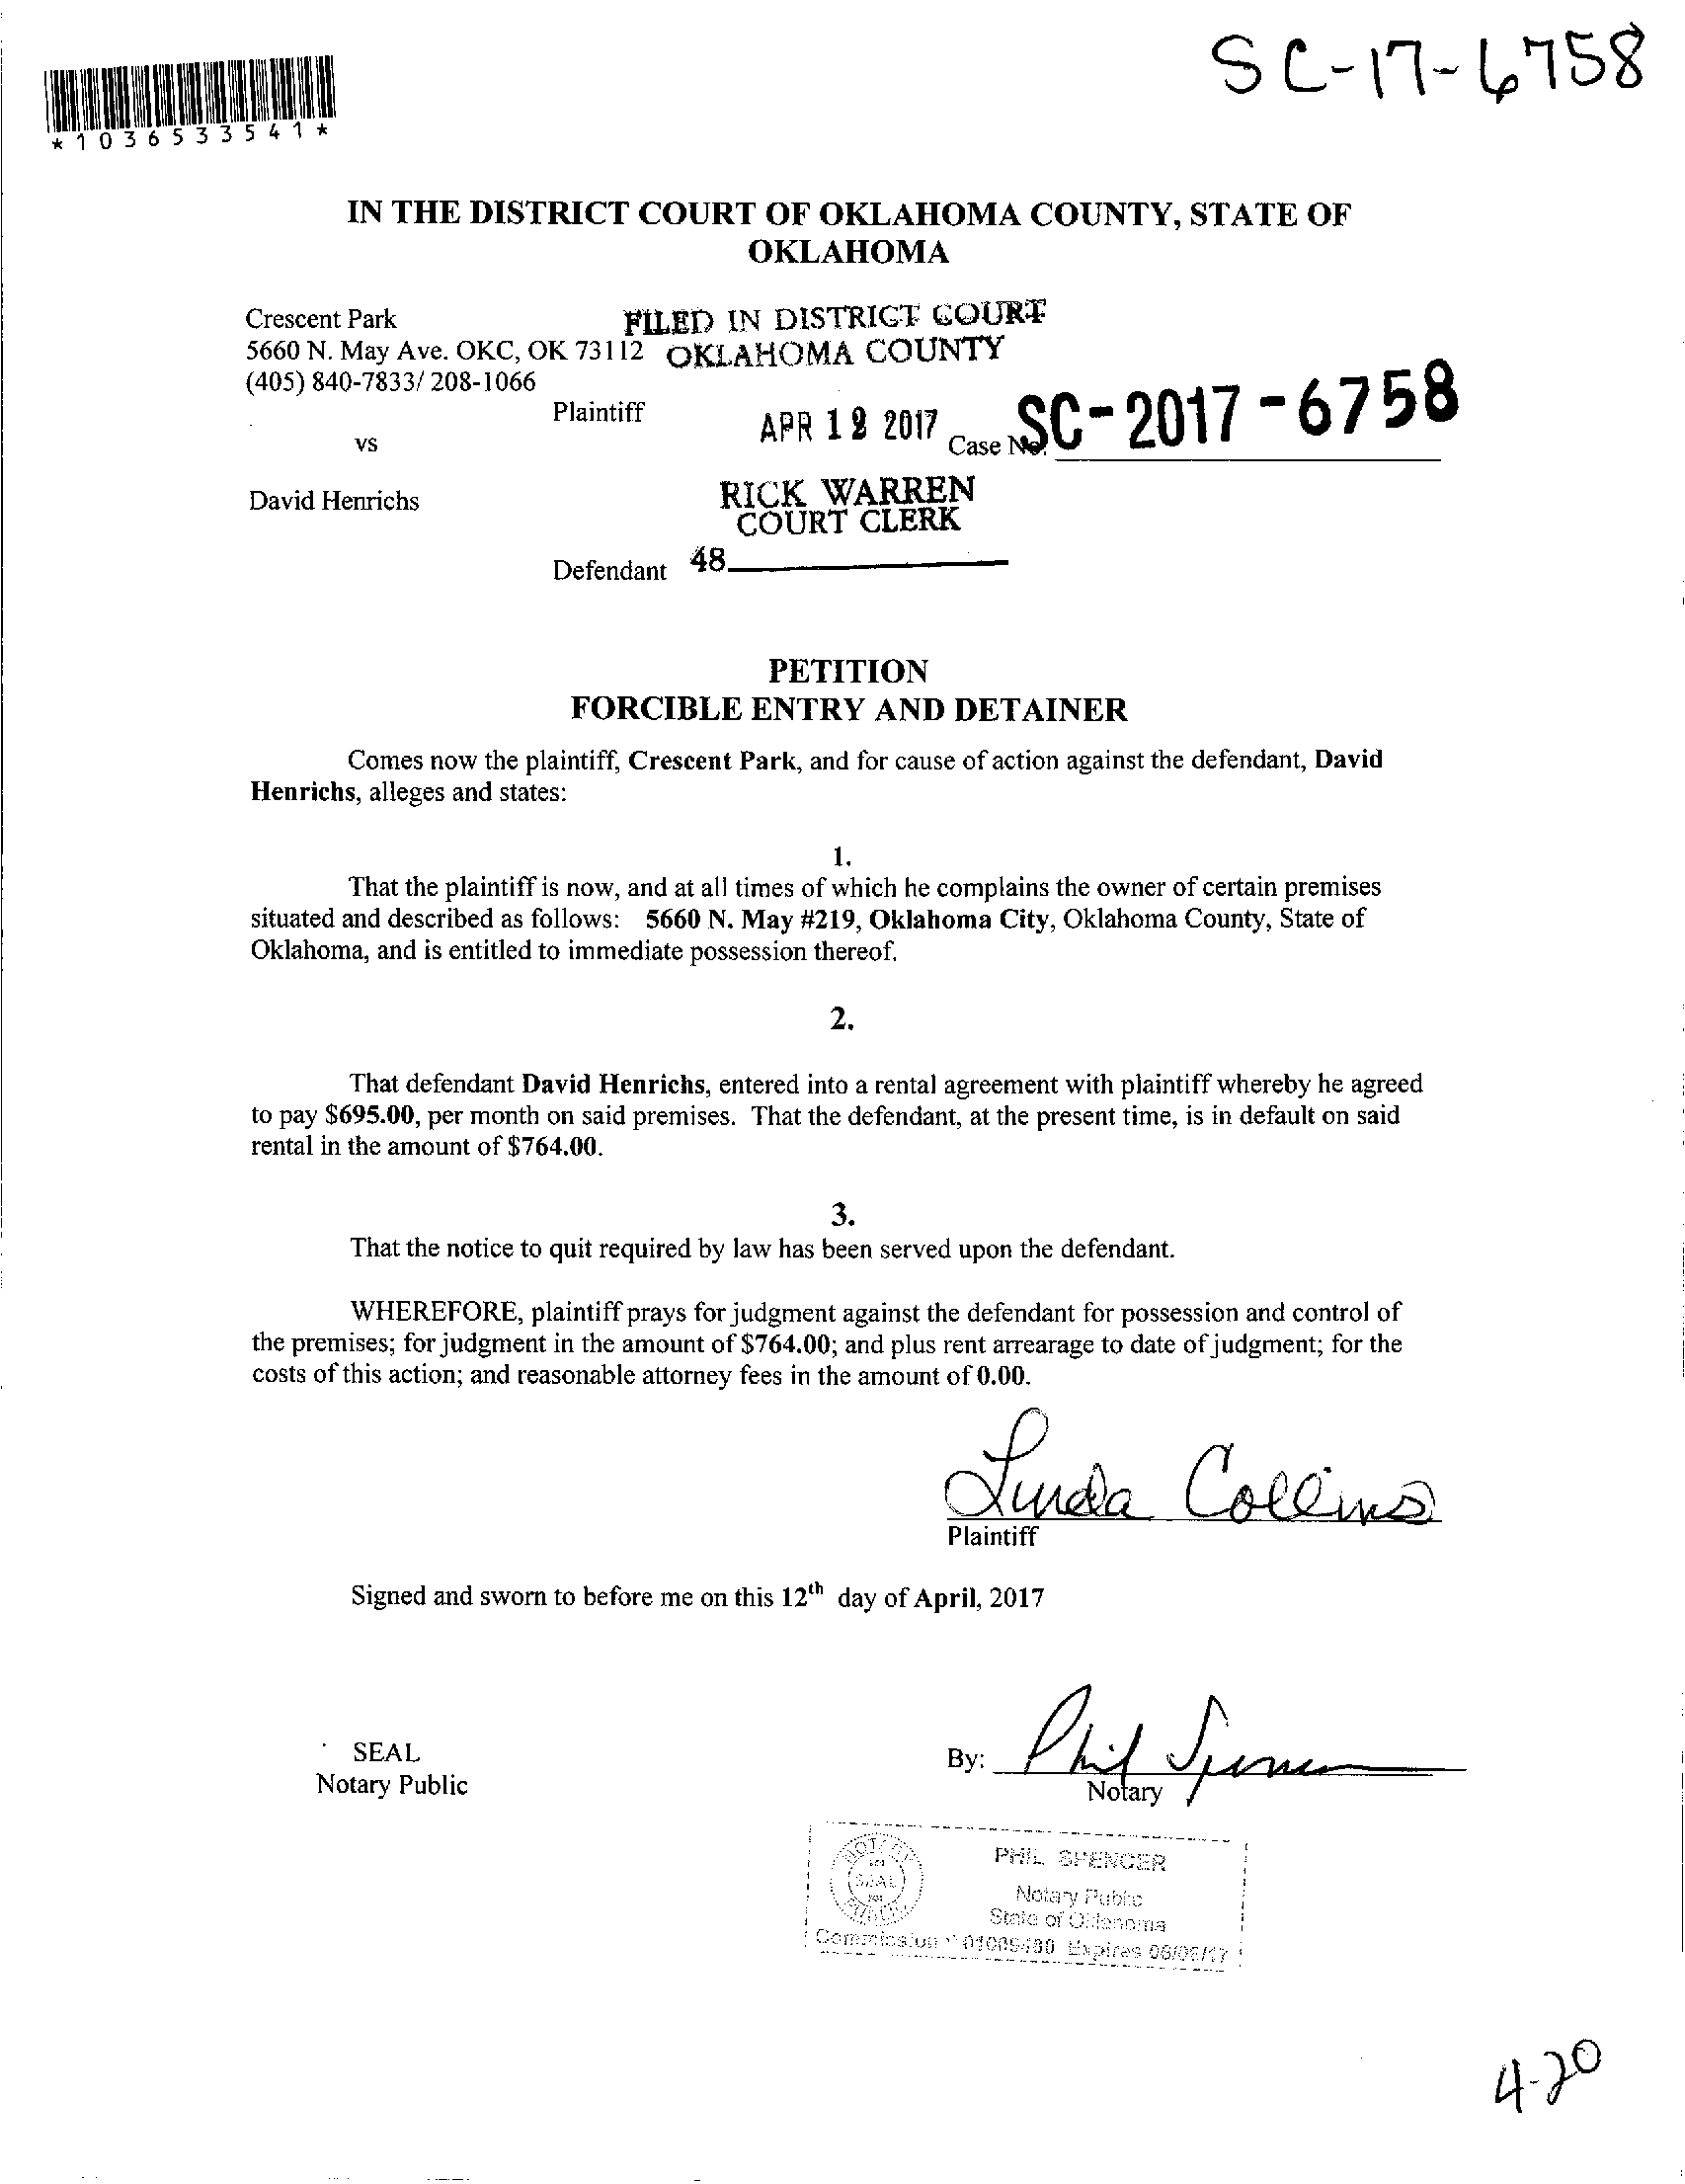 SC-17-6758
*1036533541*
IN THE DISTRICT COURT OF OKLAHOMA COUNTY, STATE OF
OKLAHOMA
Crescent Park
FILED IN DISTRICT COURT
5660 N. May Ave. OKC, OK 73112
OKLAHOMA COUNTY
(405) 840-7833/ 208-1066
Plaintiff
APR 12 2017
Case No. SC-2017-6758
vs
David Henrichs
RICK WARREN
COURT CLERK
Defendant
48
PETITION
FORCIBLE ENTRY AND DETAINER
Comes now the plaintiff, Crescent Park, and for cause of action against the defendant, David
Henrichs, alleges and states:
1.
That the plaintiff is now, and at all times of which he complains the owner of certain premises
situated and described as follows: 5660 N. May #219, Oklahoma City, Oklahoma County, State of
Oklahoma, and is entitled to immediate possession thereof.
2.
That defendant David Henrichs, entered into a rental agreement with plaintiff whereby he agreed
to pay $695.00, per month on said premises. That the defendant, at the present time, is in default on said
rental in the amount of $764.00.
3.
That the notice to quit required by law has been served upon the defendant.
WHEREFORE, plaintiff prays for judgment against the defendant for possession and control of
the premises; for judgment in the amount of $764.00; and plus rent arrearage to date of judgment; for the
costs of this action; and reasonable attorney fees in the amount of 0.00.
Linda Collins
Plaintiff
Signed and sworn to before me on this 12th day of April, 2017
SEAL
Notary Public
By: Phil Spencer
Notary
NOTARY
SEAL
PUBLIC
PHIL SPENCER
Notary Public
State of Oklahoma
Commission Expires
4-20